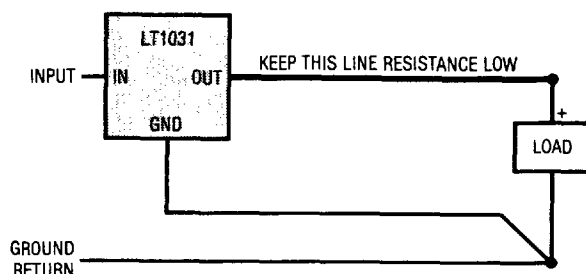 LT1031
KEEP THIS LINE RESISTANCE LOW
INPUT
IN
OUT
GND
+
LOAD
GROUND
RETURN